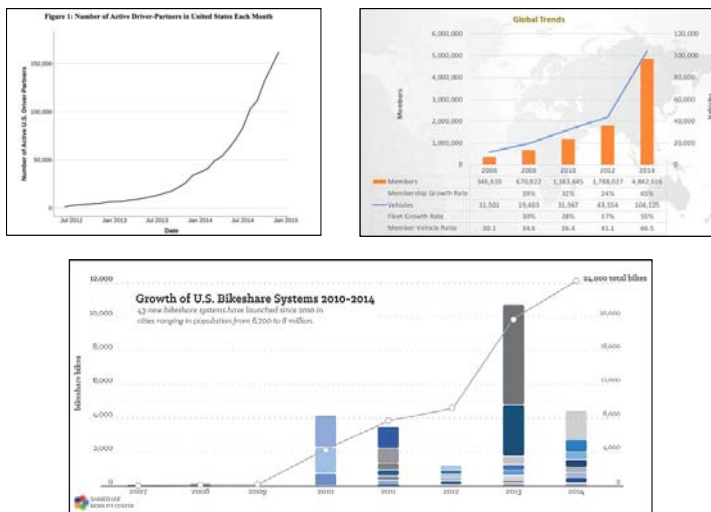 Figure 1: Number of Active Driver-Partners in United States Each Month
Number of Active U.S. Driver-Partners
150,000
100,000
50,000
0
Jul 2012 Jan 2013 Jul 2013 Jan 2014 Jul 2014 Jan 2015
Date
Global Trends
6,000,000 120,000
5,000,000 100,000
4,000,000 80,000
3,000,000 60,000
2,000,000 40,000
1,000,000 20,000
0 0
Members
Vehicles
2006 2008 2010 2012 2014
Members 346,610 670,822 1,163,645 1,788,027 4,842,616
Membership Growth Rate 39% 32% 24% 65%
Vehicles 11,501 19,403 31,967 43,554 104,125
Fleet Growth Rate 30% 28% 17% 55%
Member-Vehicle Ratio 30.1 34.6 36.4 41.1 46.5
12,000
24,000 total bikes
Growth of U.S. Bikeshare Systems 2010-2014
43 new bikeshare systems have launched since 2010 in
cities ranging in population from 6,700 to 8 million.
10,000 20,000
8,000 16,000
6,000 12,000
4,000 8,000
2,000 4,000
0 0
bikeshare bikes
2007 2008 2009 2010 2011 2012 2013 2014
SHARED USE
MOBILITY CENTER